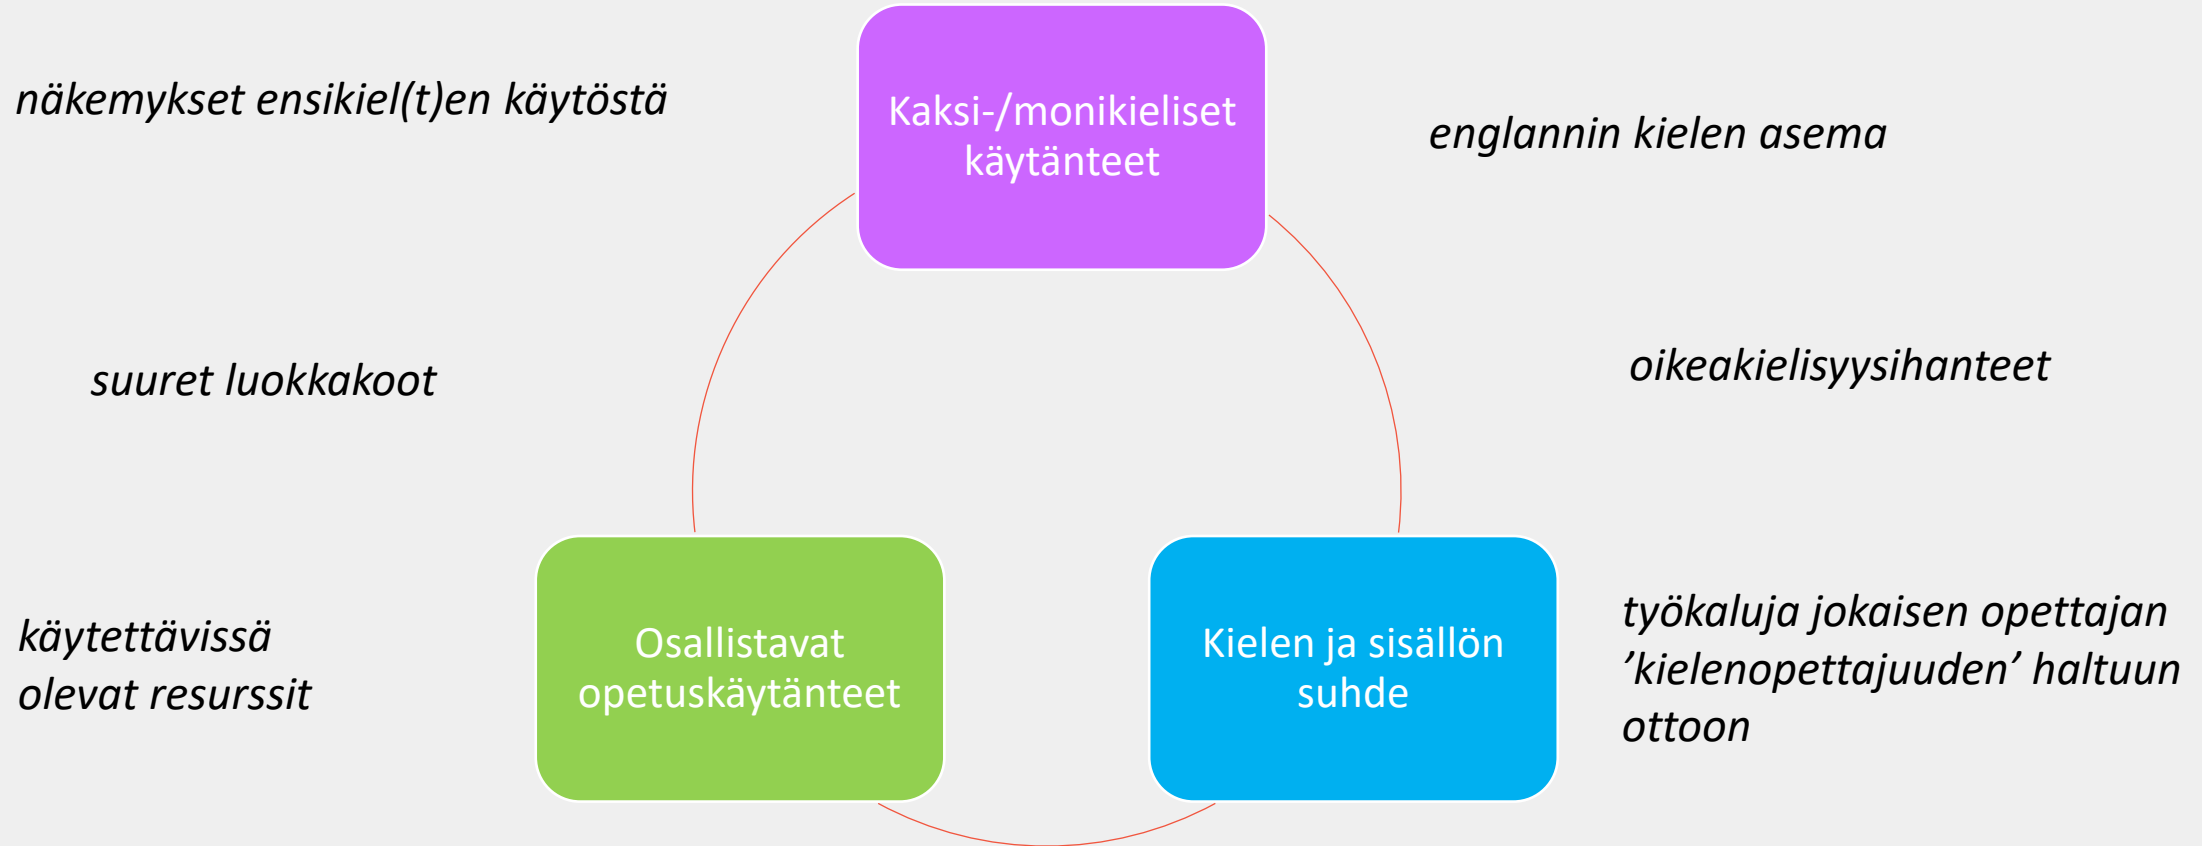 näkemykset ensikiel(t)en käytöstä
Kaksi-/monikieliset
käytänteet
englannin kielen asema
suuret luokkakoot
oikeakielisyysihanteet
käytettävissä
olevat resurssit
Osallistavat
opetuskäytänteet
Kielen ja sisällön
suhde
työkaluja jokaisen opettajan
’kielenopettajuuden’ haltuun
ottoon